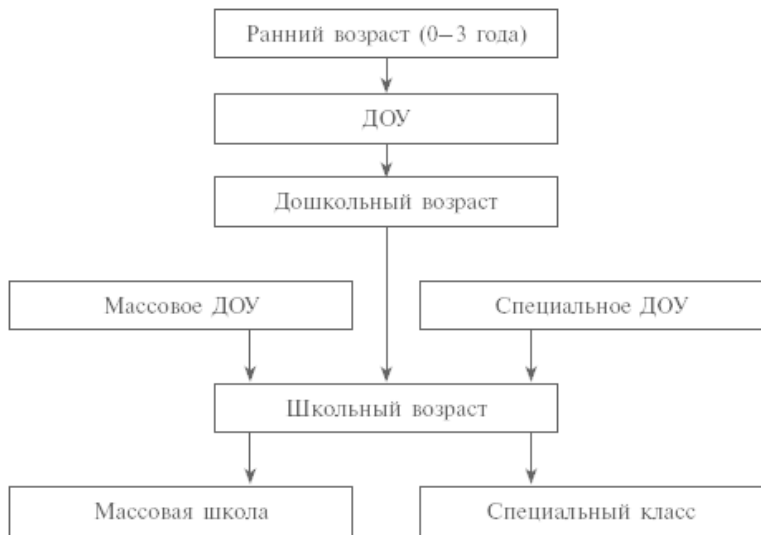 Ранний возраст (0–3 года)
ДОУ
Дошкольный возраст
Массовое ДОУ
Специальное ДОУ
Школьный возраст
Массовая школа
Специальный класс